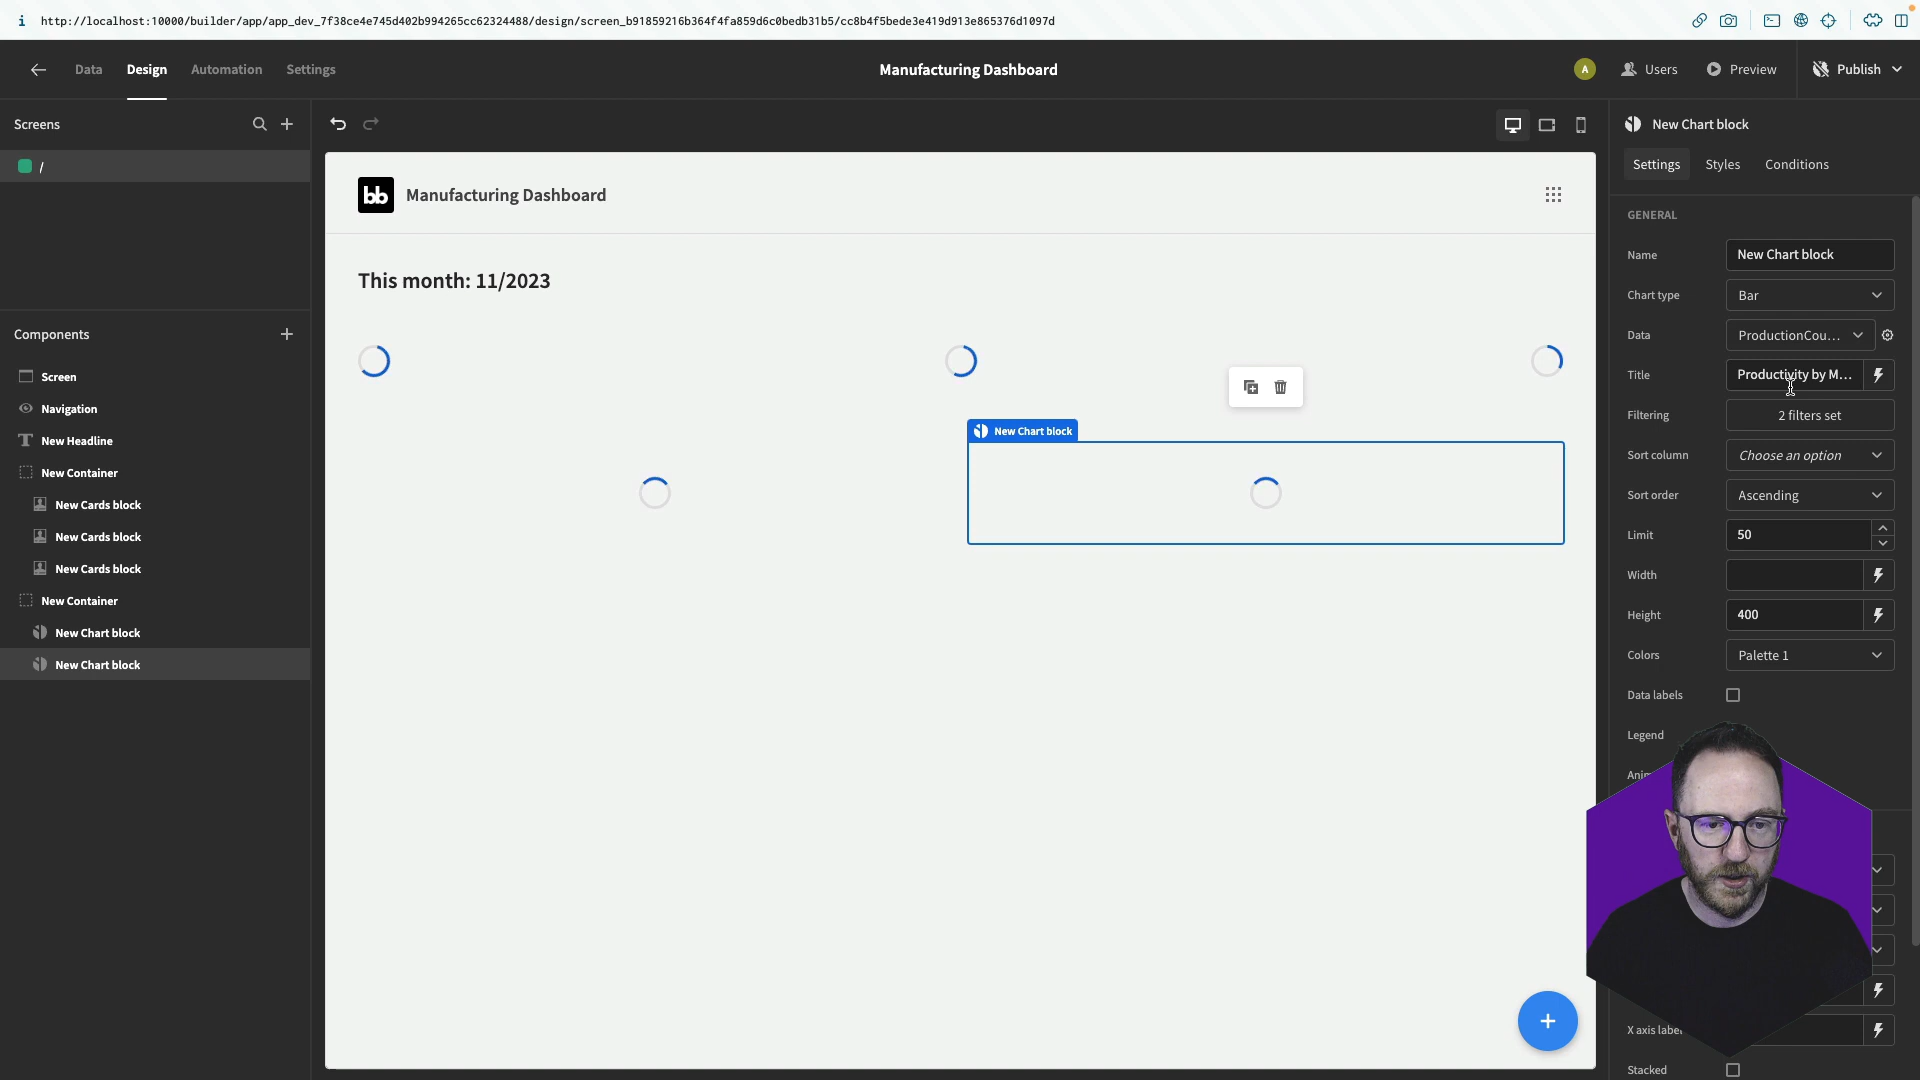 i http://localhost:10000/builder/app/app_dev_7f38ce4e745d402b994265cc62324488/design/screen_b91859216b364f4fa859d6c0bedb31b5/cc8b4f5bede3e419d913e865376d1097d
Data Design Automation Settings
Manufacturing Dashboard
A Users Preview Publish
Screens
/
Components
Screen
Navigation
New Headline
New Container
New Cards block
New Cards block
New Cards block
New Container
New Chart block
New Chart block
bb Manufacturing Dashboard
This month: 11/2023
New Chart block
New Chart block
Settings Styles Conditions
GENERAL
Name New Chart block
Chart type Bar
Data ProductionCou...
Title Productivity by M...
Filtering 2 filters set
Sort column Choose an option
Sort order Ascending
Limit 50
Width
Height 400
Colors Palette 1
Data labels
Legend
X axis label
Stacked